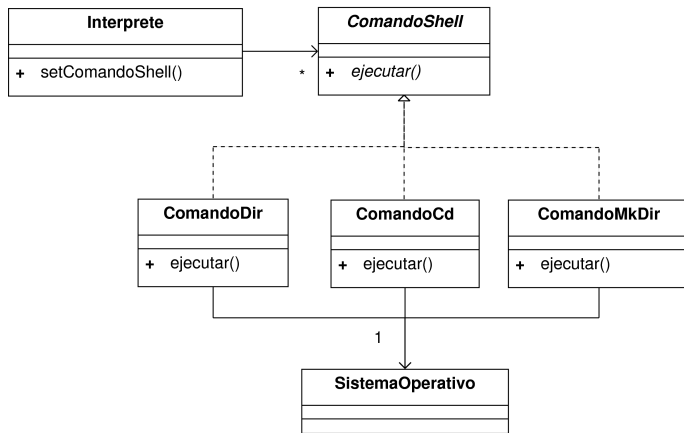 Interprete
+ setComandoShell()
*
ComandoShell
+ ejecutar()
ComandoDir
+ ejecutar()
ComandoCd
+ ejecutar()
ComandoMkDir
+ ejecutar()
1
SistemaOperativo